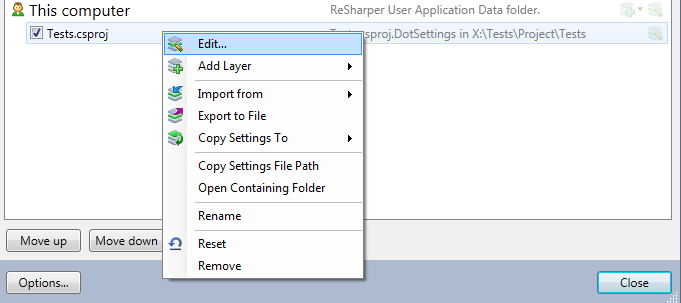 This computer
ReSharper User Application Data folder.
Tests.csproj
Edit...
.DotSettings in X:\Tests\Project\Tests
Add Layer
Import from
Export to File
Copy Settings To
Copy Settings File Path
Open Containing Folder
Rename
Reset
Remove
Move up
Move down
Options...
Close